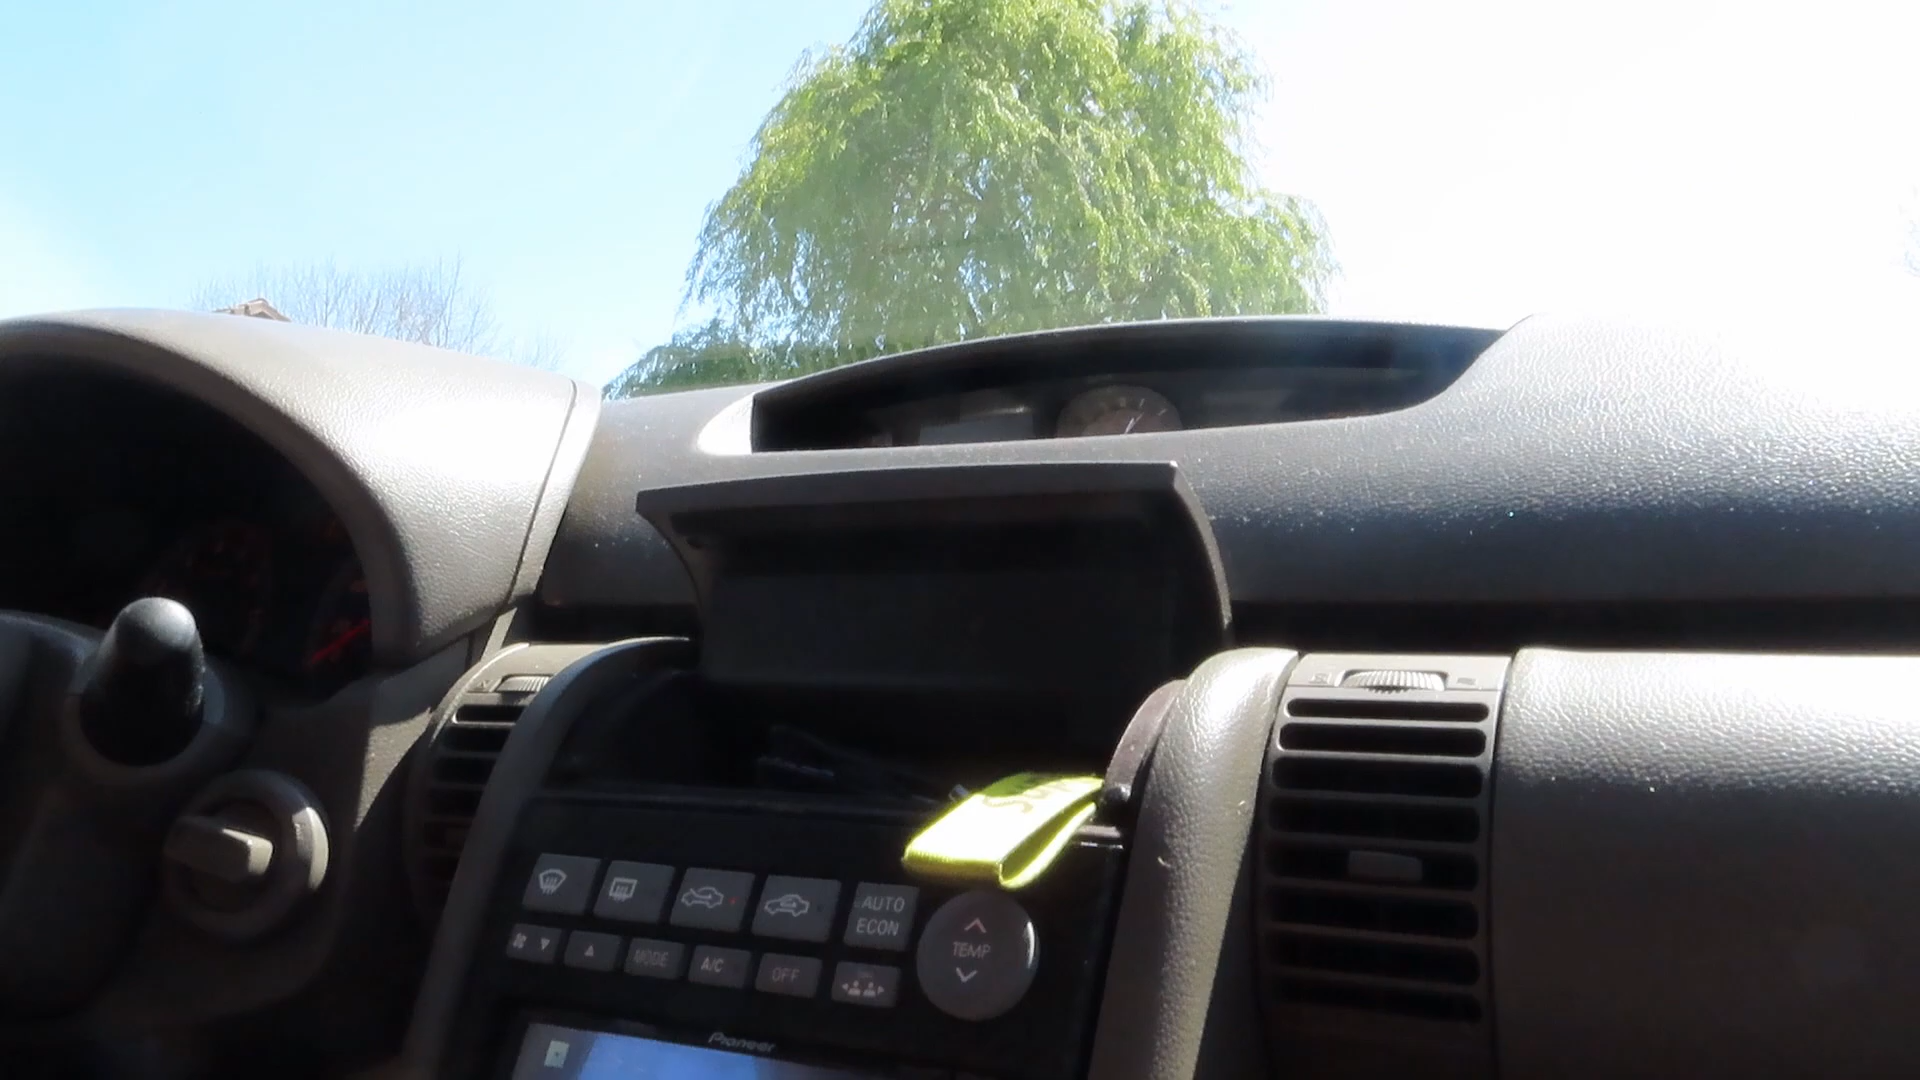 AUTO
ECON
TEMP
MODE
A/C
OFF
Pioneer